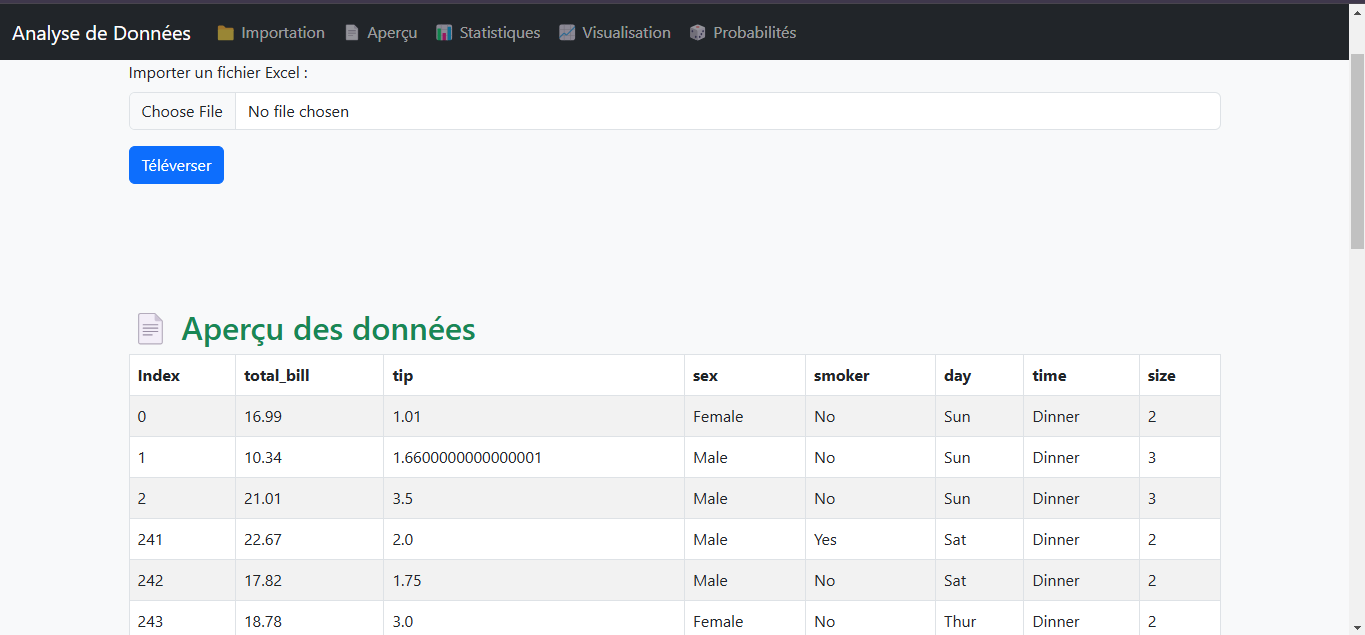 Analyse de Données Importation Aperçu Statistiques Visualisation Probabilités
Importer un fichier Excel :
Choose File No file chosen
Téléverser
Aperçu des données
Index total_bill tip sex smoker day time size
0 16.99 1.01 Female No Sun Dinner 2
1 10.34 1.6600000000000001 Male No Sun Dinner 3
2 21.01 3.5 Male No Sun Dinner 3
241 22.67 2.0 Male Yes Sat Dinner 2
242 17.82 1.75 Male No Sat Dinner 2
243 18.78 3.0 Female No Thur Dinner 2